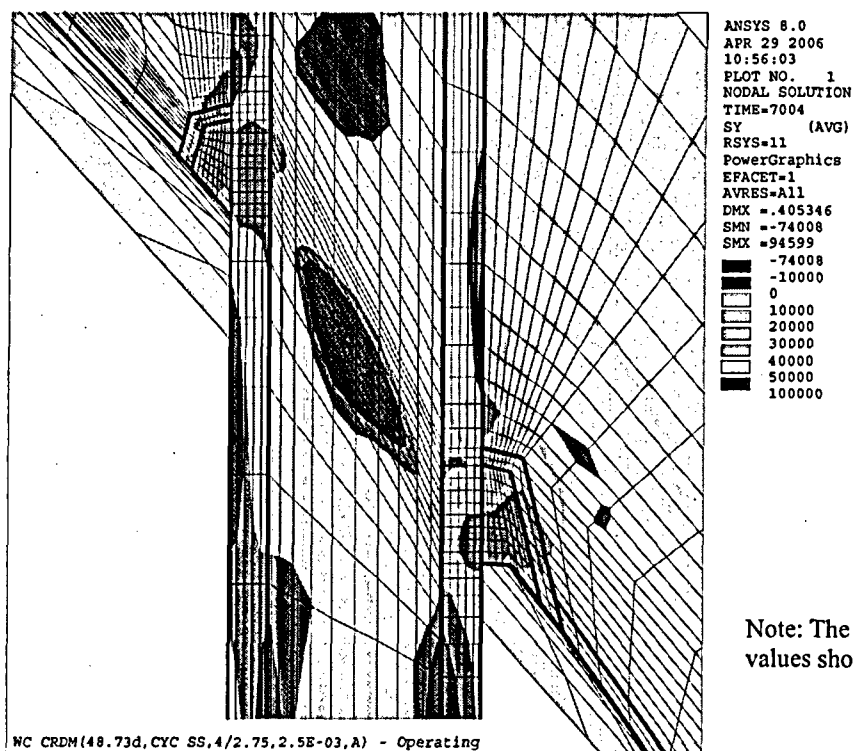 ANSYS 8.0
APR 29 2006
10:56:03
PLOT NO. 1
NODAL SOLUTION
TIME=7004
SY (AVG)
RSYS=11
PowerGraphics
EFACET=1
AVRES=All
DMX =.405346
SMN =-74008
SMX =94599
-74008
-10000
0
10000
20000
30000
40000
50000
100000
Note: The
values sho
WC CRDM(48.73d,CYC SS,4/2.75,2.5E-03,A) - Operating